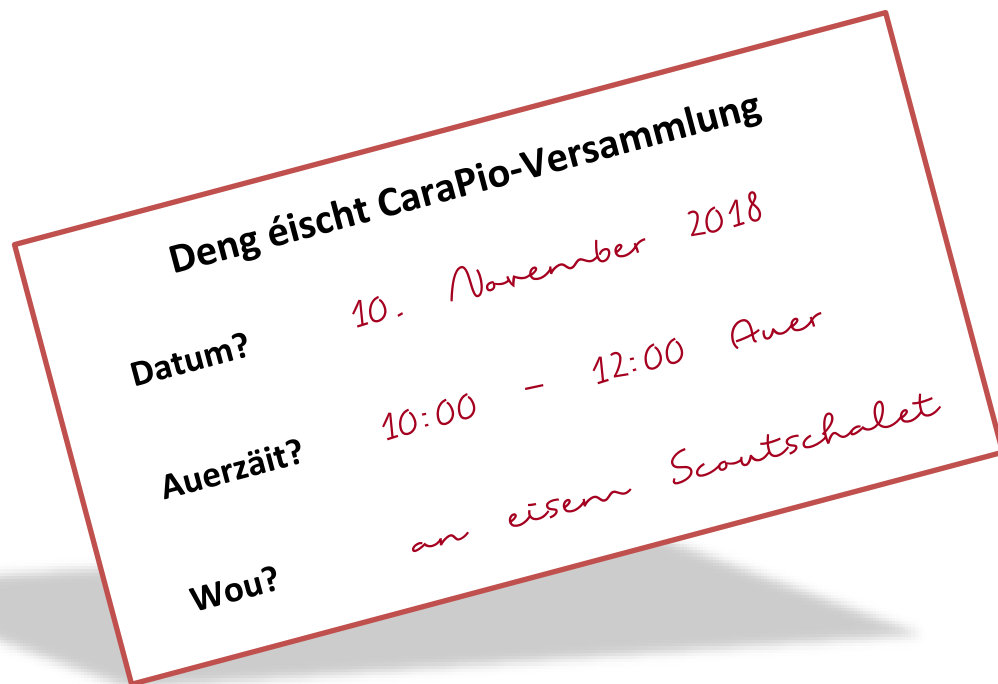 Deng éischt CaraPio-Versammlung
Datum? 10. November 2018
Auerzäit? 10:00 - 12:00 Auer
Wou? an eisem Scoutschalet